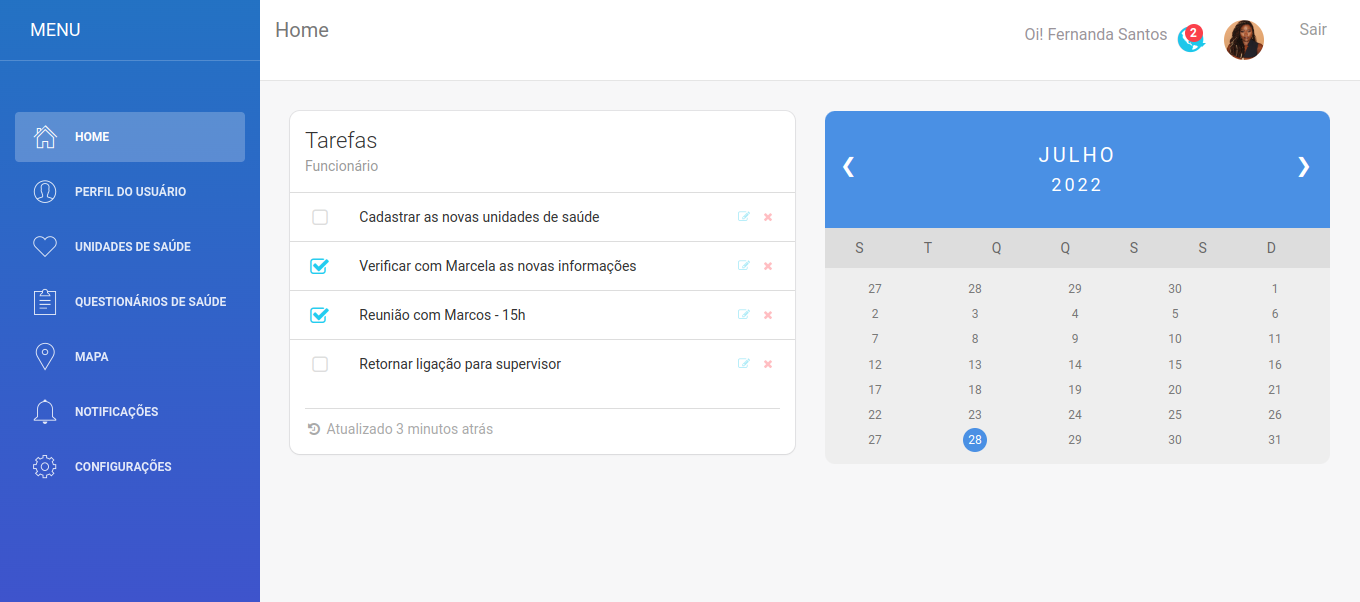 MENU
HOME
PERFIL DO USUÁRIO
UNIDADES DE SAÚDE
QUESTIONÁRIOS DE SAÚDE
MAPA
NOTIFICAÇÕES
CONFIGURAÇÕES
Home
Oi! Fernanda Santos 2 Sair
Tarefas
Funcionário
Cadastrar as novas unidades de saúde
Verificar com Marcela as novas informações
Reunião com Marcos - 15h
Retornar ligação para supervisor
Atualizado 3 minutos atrás
❮ JULHO ❯
2022
S T Q Q S S D
27 28 29 30 1
2 3 4 5 6
7 8 9 10 11
12 13 14 15 16
17 18 19 20 21
22 23 24 25 26
27 28 29 30 31